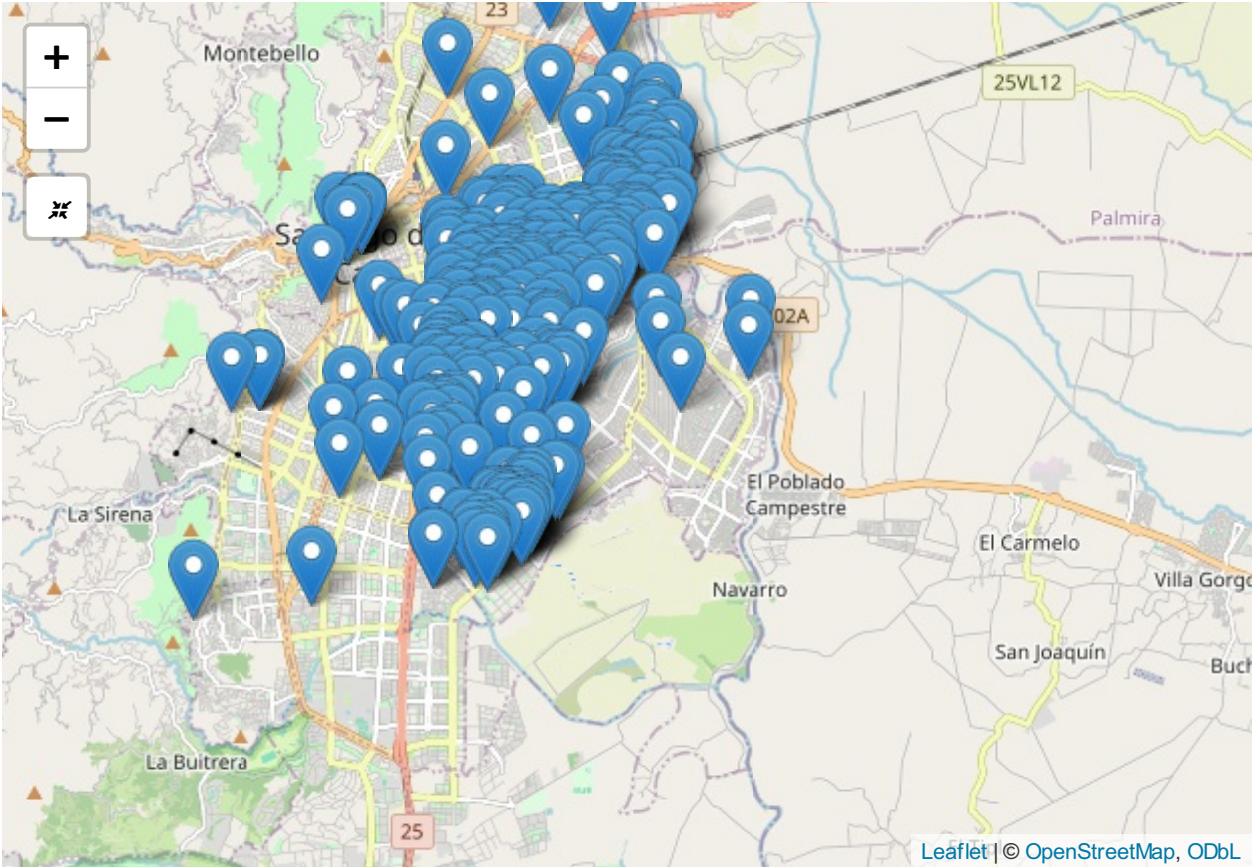 23
Montebello
+
25VL12
−
Palmira
02A
El Poblado
Campestre
La Sirena
El Carmelo
Villa Gorgo
Navarro
San Joaquín
Buch
La Buitrera
25
Leaflet | © OpenStreetMap, ODbL